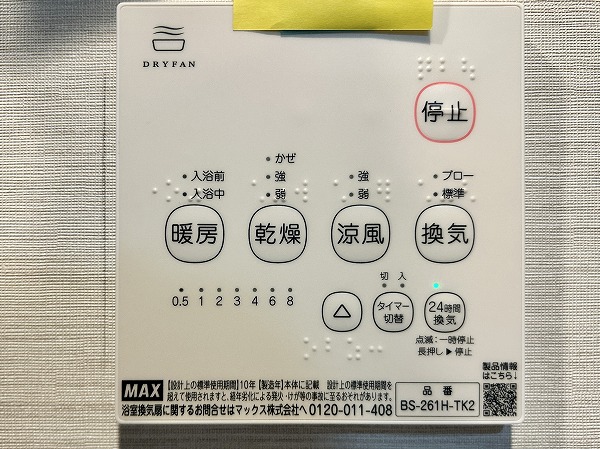 DRYFAN
停止
かぜ
入浴前
強
強
ブロー
入浴中
弱
弱
標準
暖房
乾燥
涼風
換気
切 入
0.5 1 2 3 4 6 8
△
タイマー
切替
24時間
換気
点滅:一時停止
長押し▶停止
製品情報
はこちら↓
MAX
【設計上の標準使用期間】10年【製造年】本体に記載 設計上の標準使用期間を
超えて使用されますと、経年劣化による発火・けが等の事故に至るおそれがあります。
浴室換気扇に関するお問合せはマックス株式会社へ 0120-011-408
品番
BS-261H-TK2